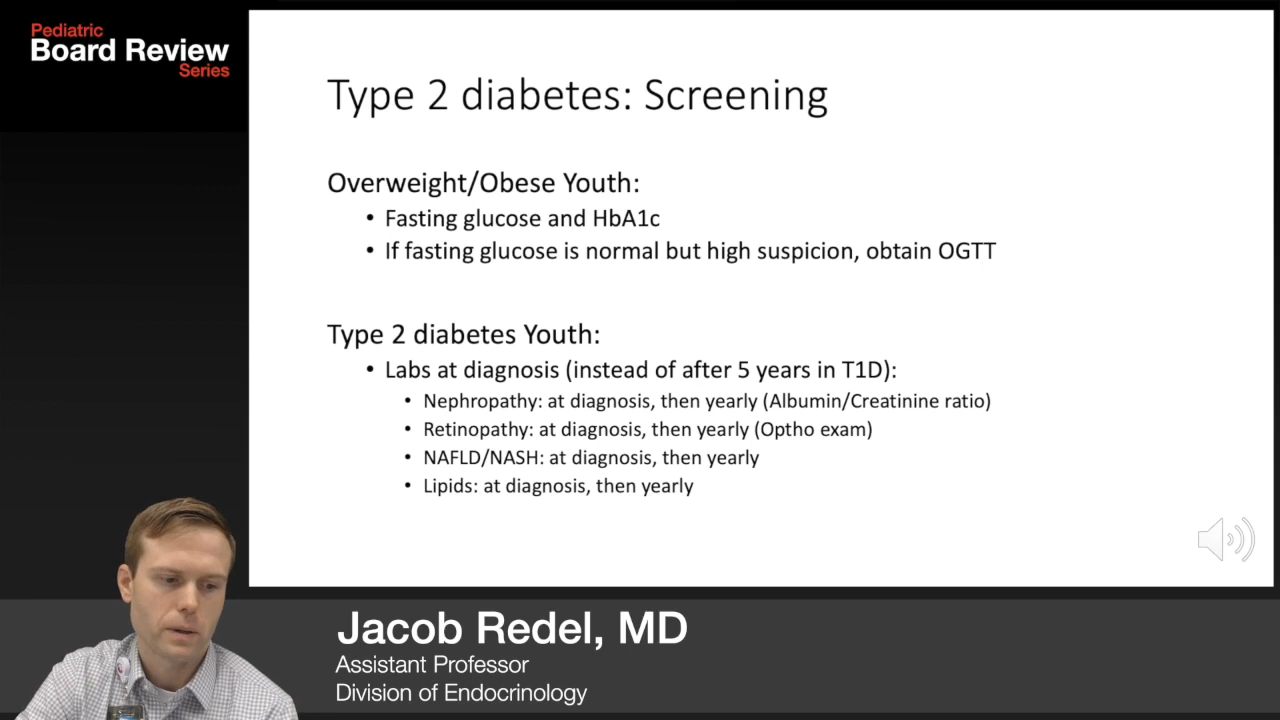 Pediatric
Board Review
Series
Type 2 diabetes: Screening
Overweight/Obese Youth:
• Fasting glucose and HbA1c
• If fasting glucose is normal but high suspicion, obtain OGTT
Type 2 diabetes Youth:
• Labs at diagnosis (instead of after 5 years in T1D):
• Nephropathy: at diagnosis, then yearly (Albumin/Creatinine ratio)
• Retinopathy: at diagnosis, then yearly (Optho exam)
• NAFLD/NASH: at diagnosis, then yearly
• Lipids: at diagnosis, then yearly
Jacob Redel, MD
Assistant Professor
Division of Endocrinology